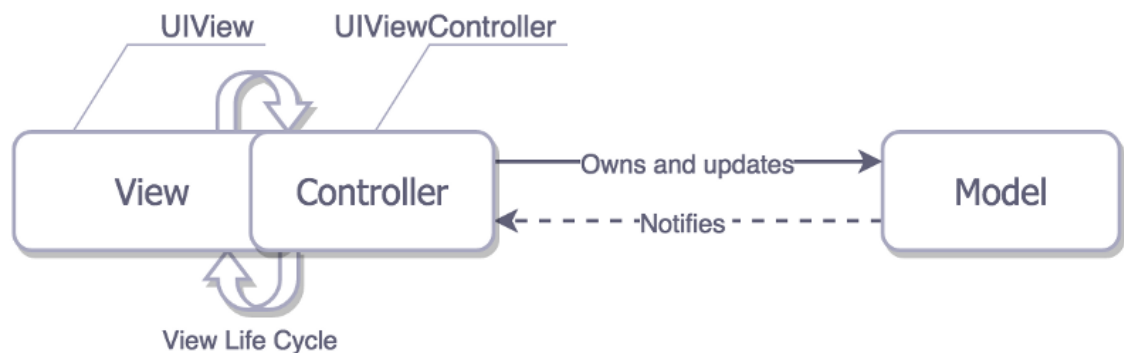 UIView
UIViewController
View
Controller
Owns and updates
Notifies
Model
View Life Cycle